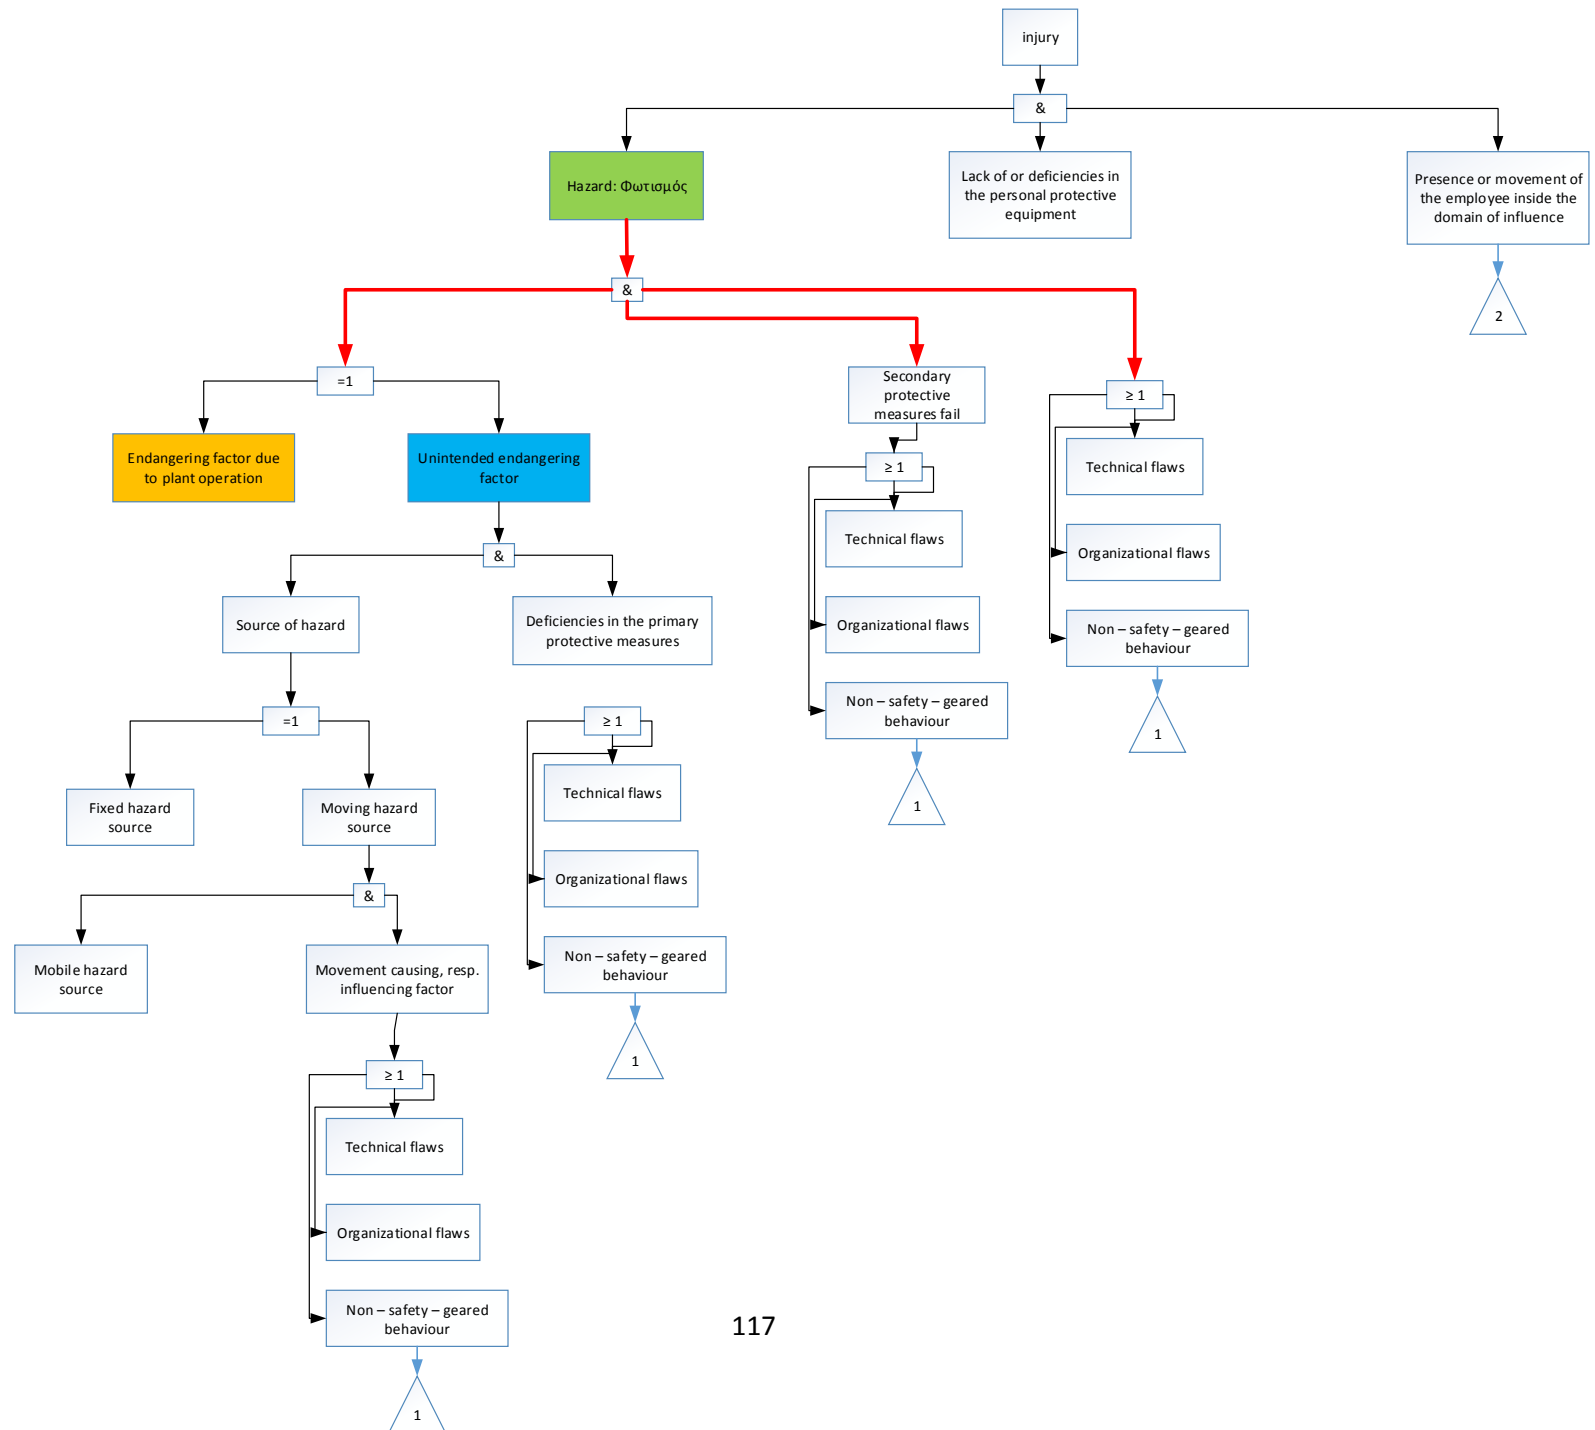 injury
&
Hazard: Φωτισμός
Lack of or deficiencies in
the personal protective
equipment
Presence or movement of
the employee inside the
domain of influence
2
&
=1
Secondary
protective
measures fail
≥ 1
Technical flaws
Organizational flaws
Non – safety – geared
behaviour
1
Endangering factor due
to plant operation
Unintended endangering
factor
≥ 1
Technical flaws
Organizational flaws
Non – safety – geared
behaviour
1
&
Source of hazard
Deficiencies in the primary
protective measures
=1
≥ 1
Technical flaws
Organizational flaws
Non – safety – geared
behaviour
1
Fixed hazard
source
Moving hazard
source
&
Mobile hazard
source
Movement causing, resp.
influencing factor
≥ 1
Technical flaws
Organizational flaws
Non – safety – geared
behaviour
1
117